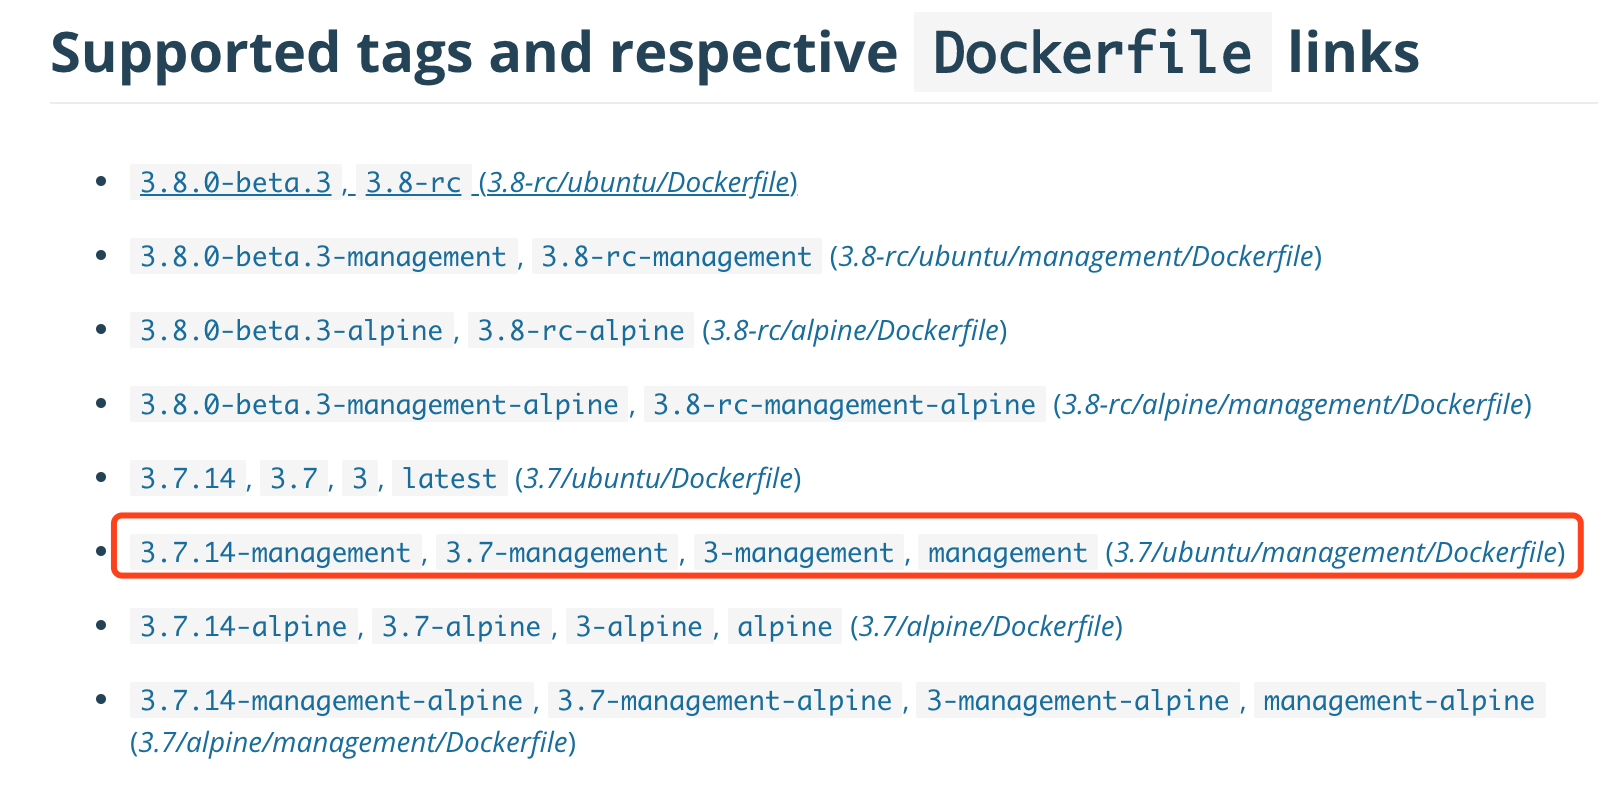 Supported tags and respective Dockerfile links
3.8.0-beta.3, 3.8-rc (3.8-rc/ubuntu/Dockerfile)
3.8.0-beta.3-management, 3.8-rc-management (3.8-rc/ubuntu/management/Dockerfile)
3.8.0-beta.3-alpine, 3.8-rc-alpine (3.8-rc/alpine/Dockerfile)
3.8.0-beta.3-management-alpine, 3.8-rc-management-alpine (3.8-rc/alpine/management/Dockerfile)
3.7.14, 3.7, 3, latest (3.7/ubuntu/Dockerfile)
3.7.14-management, 3.7-management, 3-management, management (3.7/ubuntu/management/Dockerfile)
3.7.14-alpine, 3.7-alpine, 3-alpine, alpine (3.7/alpine/Dockerfile)
3.7.14-management-alpine, 3.7-management-alpine, 3-management-alpine, management-alpine
(3.7/alpine/management/Dockerfile)